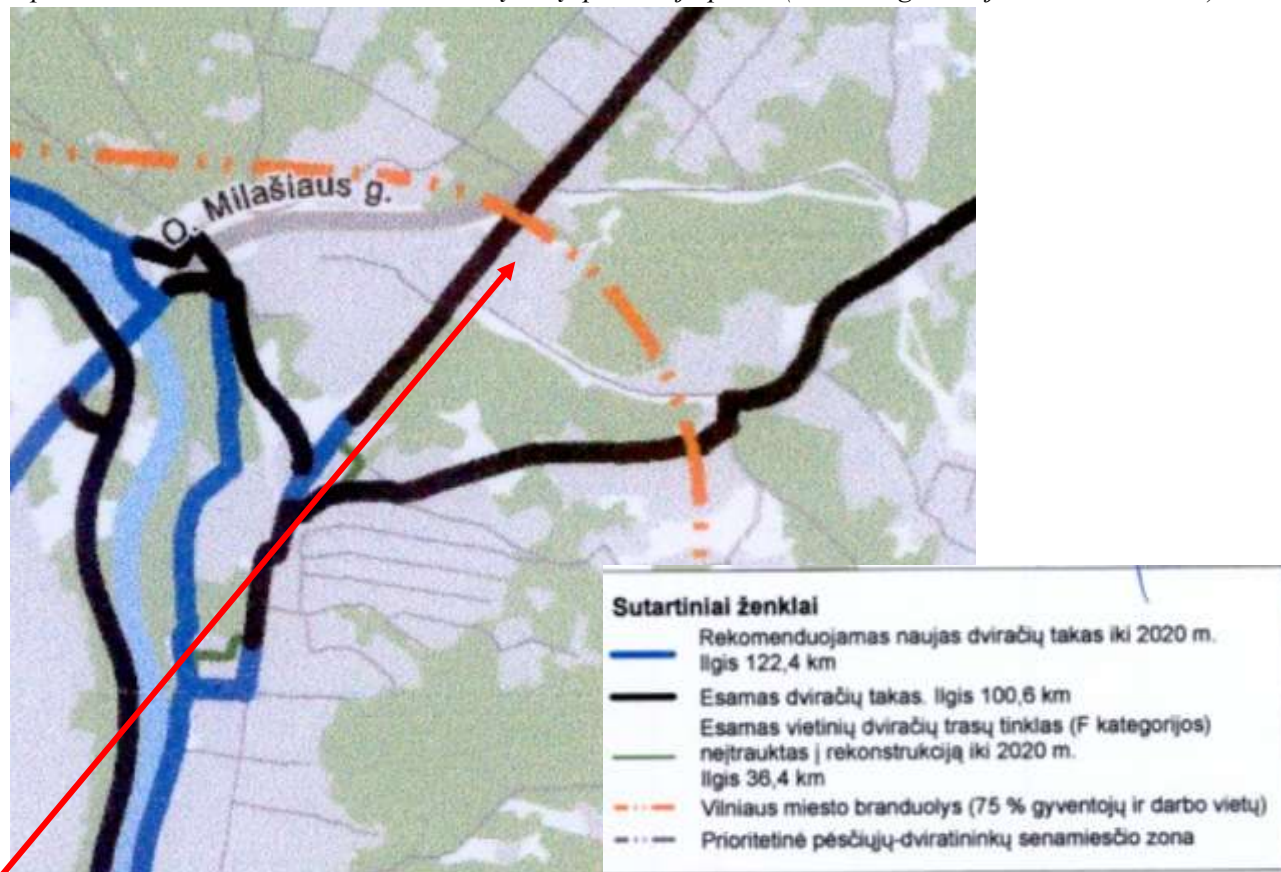 O. Milašiaus g.
Sutartiniai ženklai
Rekomenduojamas naujas dviračių takas iki 2020 m.
Ilgis 122,4 km
Esamas dviračių takas. Ilgis 100,6 km
Esamas vietinių dviračių trasų tinklas (F kategorijos)
neįtrauktas į rekonstrukciją iki 2020 m.
Ilgis 36,4 km
Vilniaus miesto branduolys (75 % gyventojų ir darbo vietų)
Prioritetinė pėsčiųjų-dviratininkų senamiesčio zona